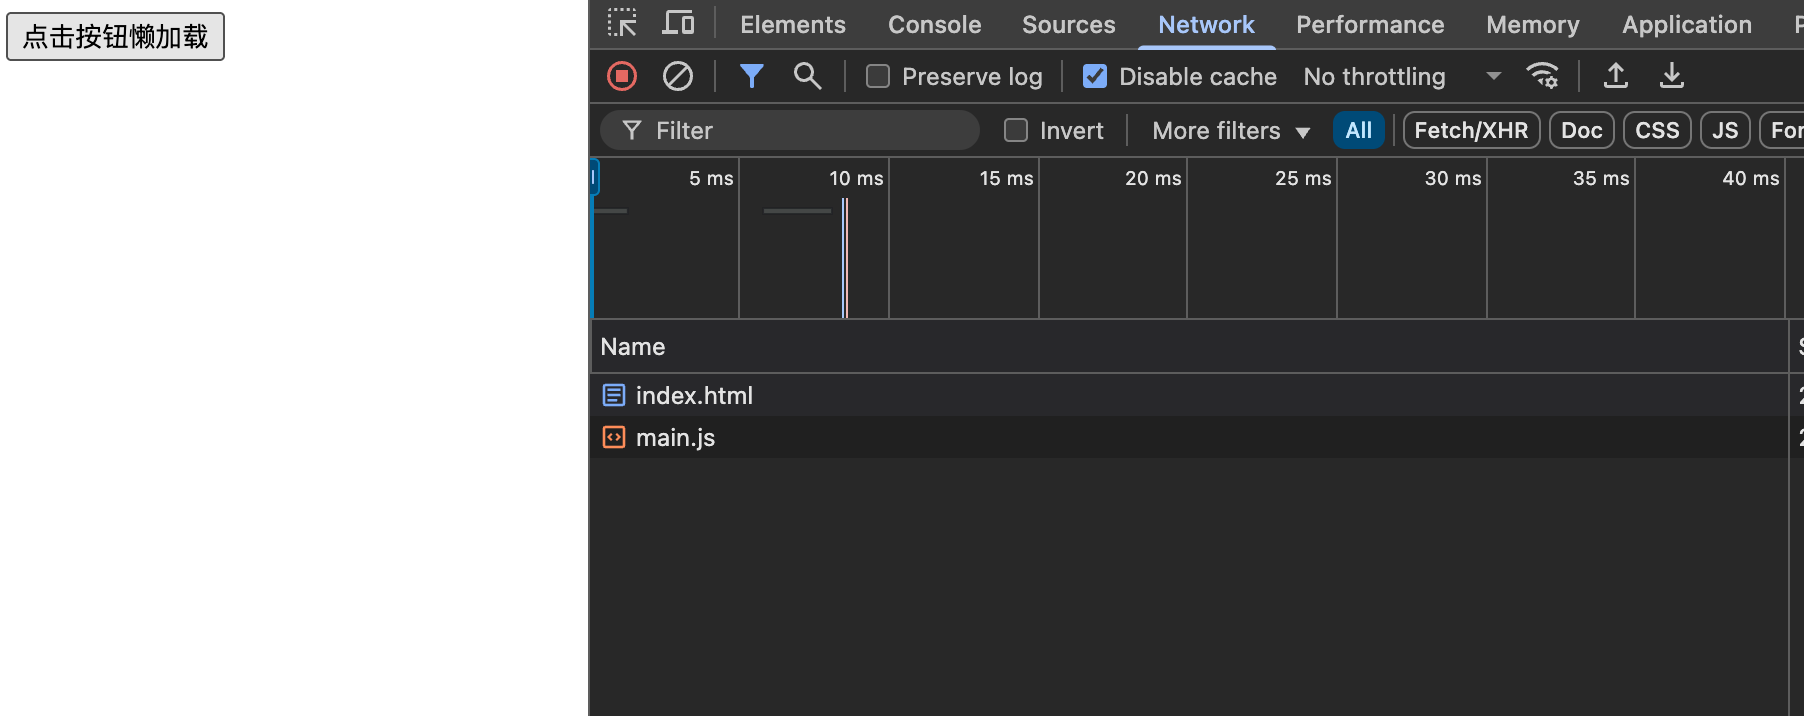 点击按钮懒加载
Elements Console Sources Network Performance Memory Application
Preserve log Disable cache No throttling
Filter Invert More filters All Fetch/XHR Doc CSS JS
5 ms 10 ms 15 ms 20 ms 25 ms 30 ms 35 ms 40 ms
Name
index.html
main.js